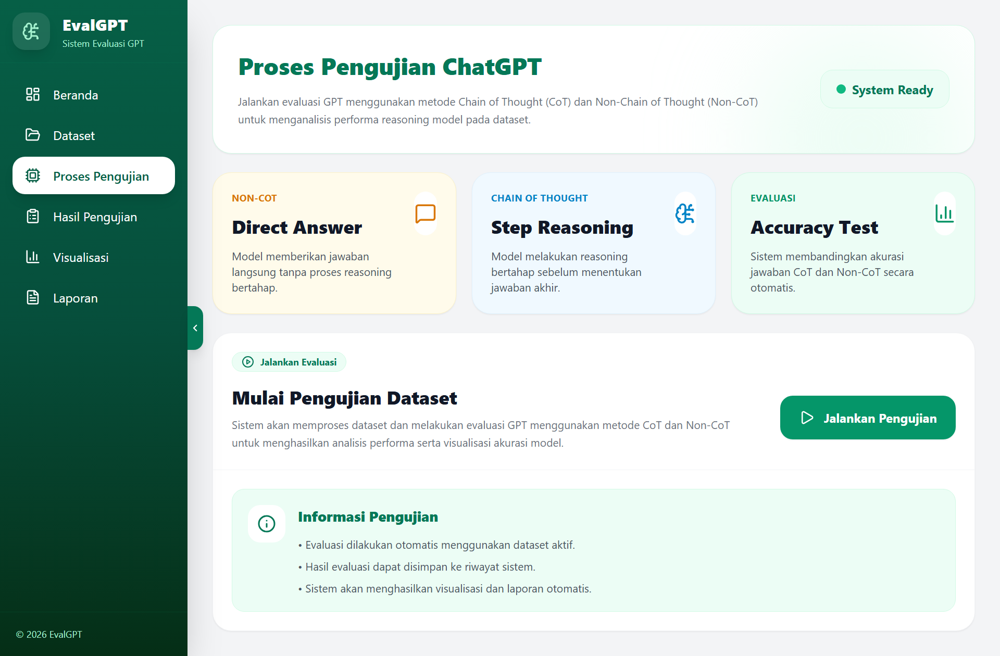 EvalGPT
Sistem Evaluasi GPT
Beranda
Dataset
Proses Pengujian
Hasil Pengujian
Visualisasi
Laporan
© 2026 EvalGPT
Proses Pengujian ChatGPT
Jalankan evaluasi GPT menggunakan metode Chain of Thought (CoT) dan Non-Chain of Thought (Non-CoT)
untuk menganalisis performa reasoning model pada dataset.
System Ready
NON-COT
Direct Answer
Model memberikan jawaban
langsung tanpa proses reasoning
bertahap.
CHAIN OF THOUGHT
Step Reasoning
Model melakukan reasoning
bertahap sebelum menentukan
jawaban akhir.
EVALUASI
Accuracy Test
Sistem membandingkan akurasi
jawaban CoT dan Non-CoT secara
otomatis.
Jalankan Evaluasi
Mulai Pengujian Dataset
Sistem akan memproses dataset dan melakukan evaluasi GPT menggunakan metode CoT dan Non-CoT
untuk menghasilkan analisis performa serta visualisasi akurasi model.
Jalankan Pengujian
Informasi Pengujian
• Evaluasi dilakukan otomatis menggunakan dataset aktif.
• Hasil evaluasi dapat disimpan ke riwayat sistem.
• Sistem akan menghasilkan visualisasi dan laporan otomatis.